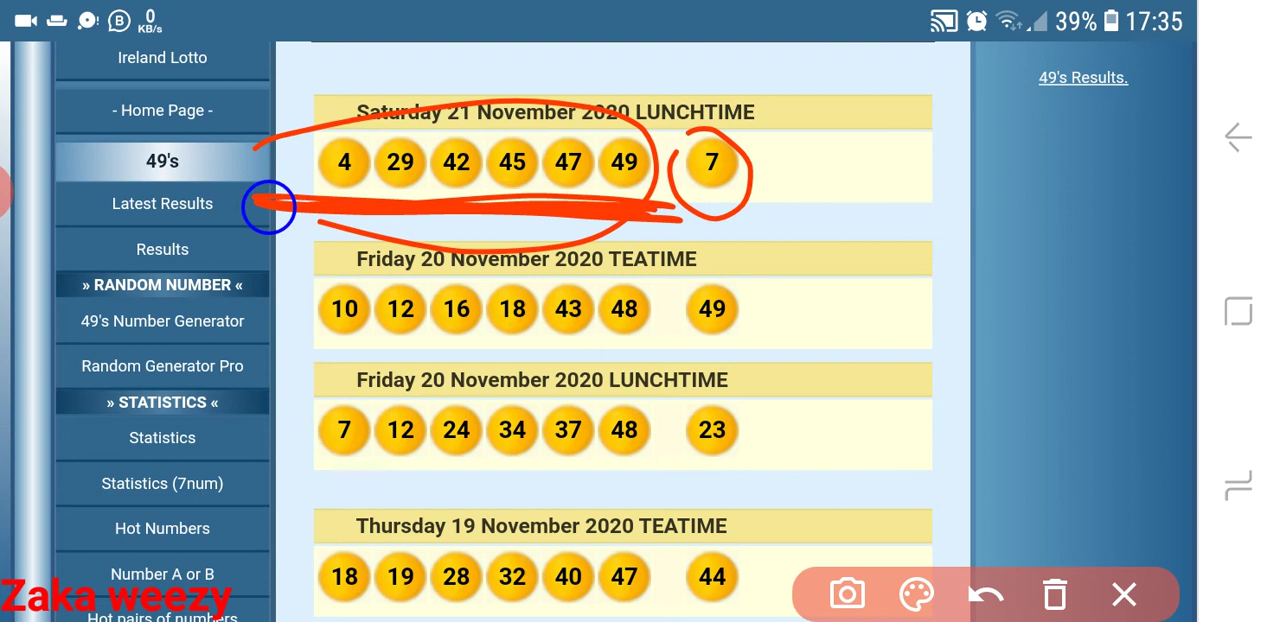 0
KB/s
39%
17:35
Ireland Lotto
- Home Page -
49's
Latest Results
Results
» RANDOM NUMBER «
49's Number Generator
Random Generator Pro
» STATISTICS «
Statistics
Statistics (7num)
Hot Numbers
Number A or B
Hot pairs of numbers
Zaka weezy
Saturday 21 November 2020 LUNCHTIME
4 29 42 45 47 49 7
Friday 20 November 2020 TEATIME
10 12 16 18 43 48 49
Friday 20 November 2020 LUNCHTIME
7 12 24 34 37 48 23
Thursday 19 November 2020 TEATIME
18 19 28 32 40 47 44
49's Results.